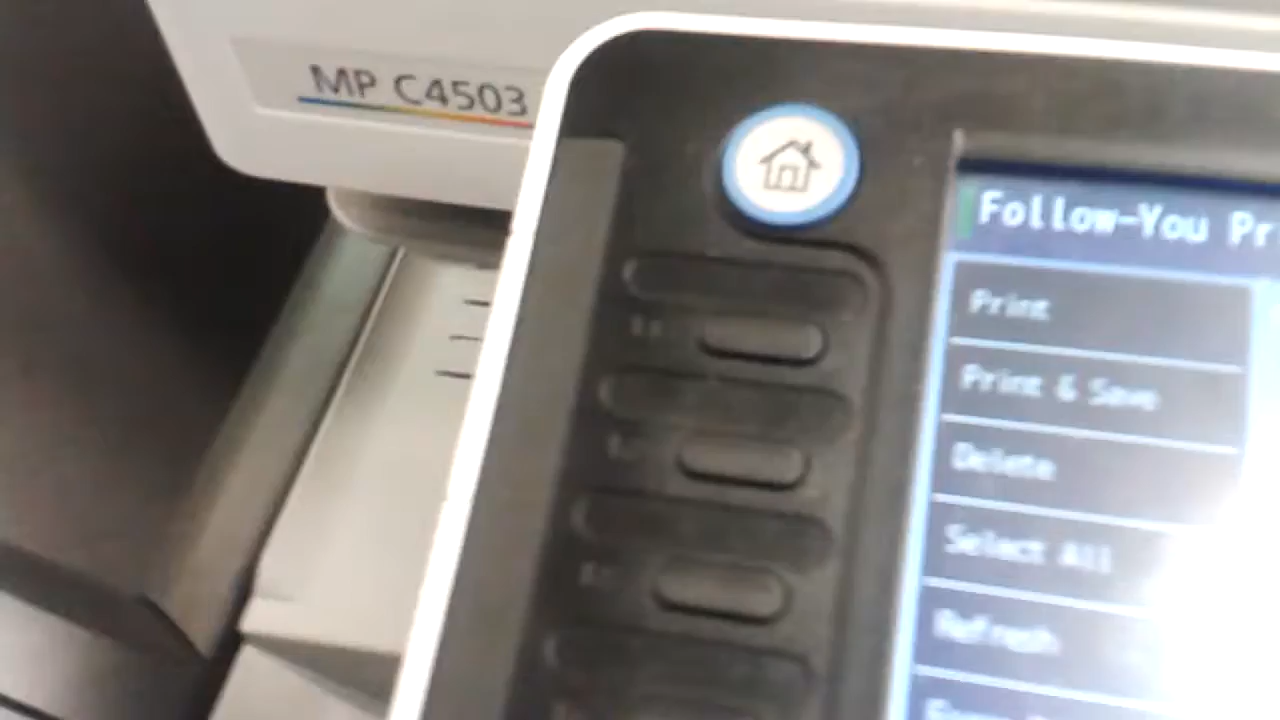 MP C4503
Follow-You Pr
Print
Print & Save
Delete
Select All
Refresh